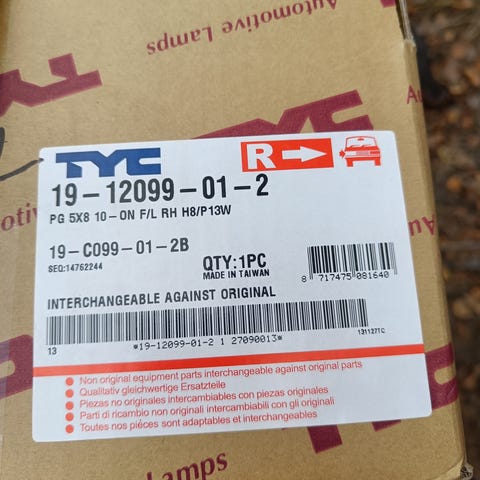 Automotive Lamps
TYC
R
19-12099-01-2
PG 5X8 10-ON F/L RH H8/P13W
19-C099-01-2B
SEQ:14762244
QTY:1PC
MADE IN TAIWAN
8 717475 081640
INTERCHANGEABLE AGAINST ORIGINAL
13 *19-12099-01-2 1 27090013* 131127TC
Non original equipment parts interchangeable against original parts
Qualitativ gleichwertige Ersatzteile
Piezas no originales intercambiables con piezas originales
Parti di ricambio non originali intercambiabili con gli originali
Toutes nos piéces sont adaptables et interchangeables